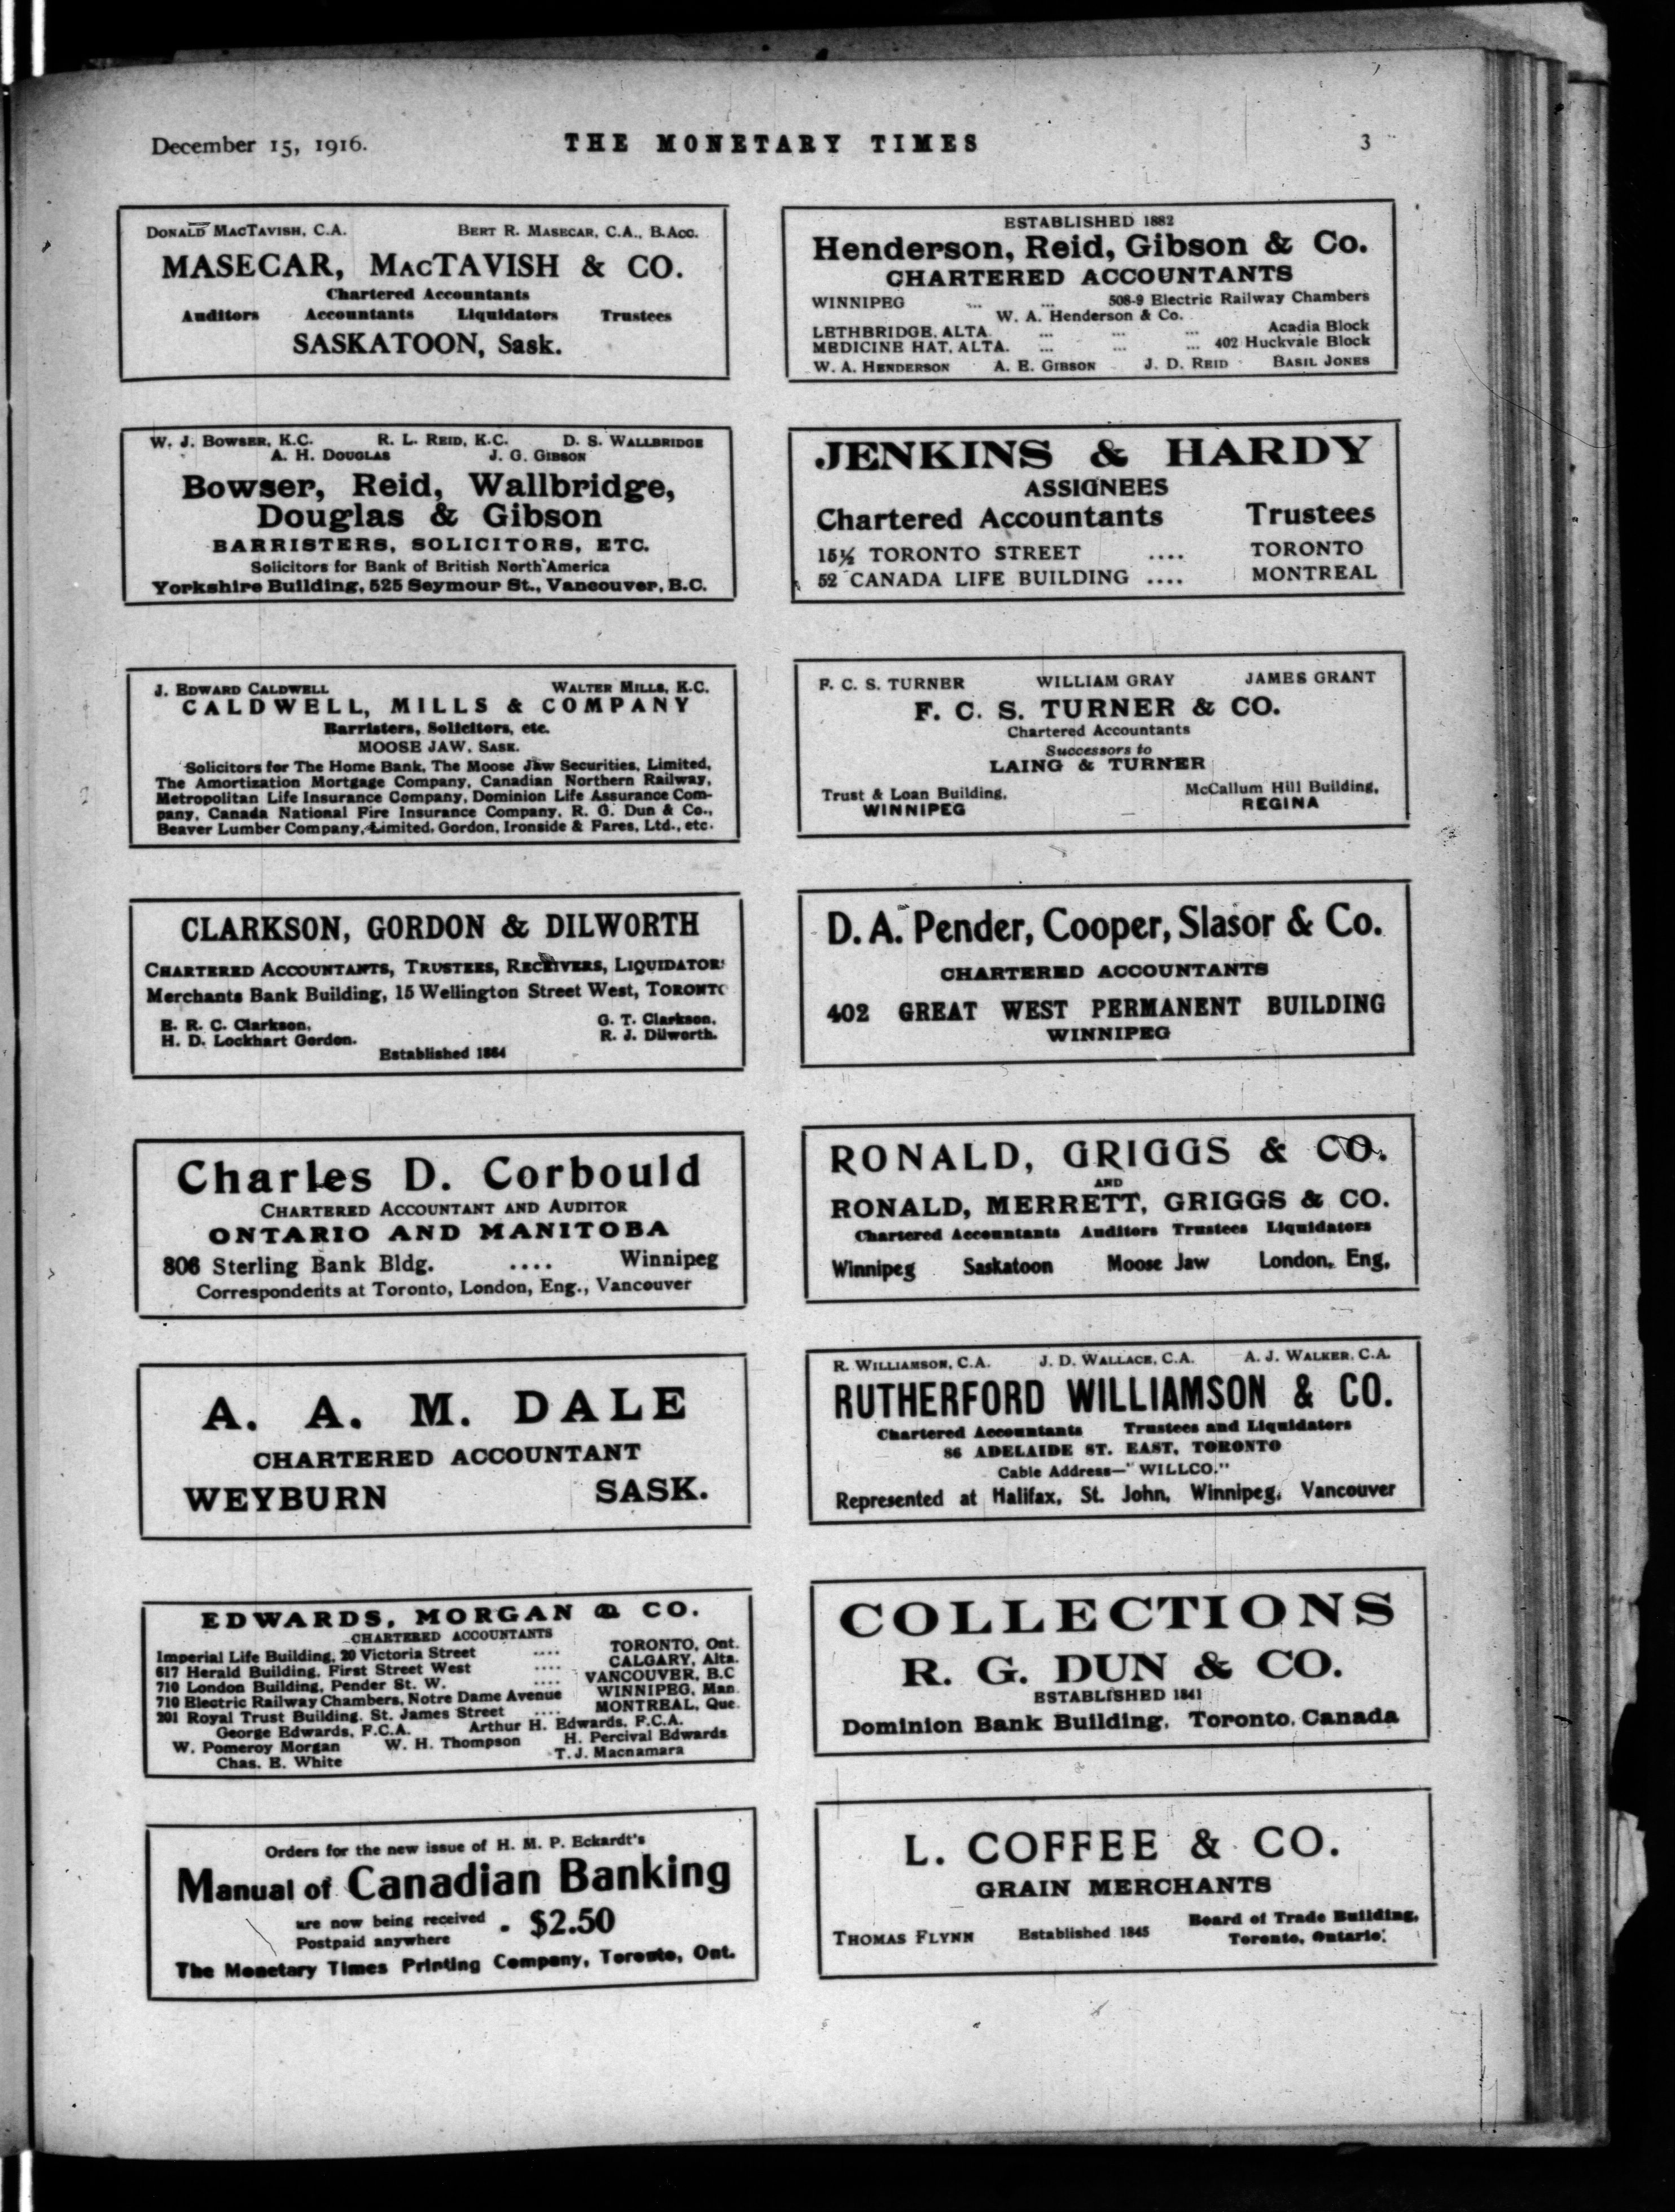 December 15, 1916.
THE MONETARY TIMES
3
DONALD MACTAVISH, C.A. BERT R. MASECAR, C.A., B.Acc.
MASECAR, MACTAVISH & CO.
Chartered Accountants
Auditors Accountants Liquidators Trustees
SASKATOON, Sask.
W. J. BOWSER, K.C. R. L. REID, K.C. D. S. WALLBRIDGE
A. H. DOUGLAS J. G. GIBSON
Bowser, Reid, Wallbridge,
Douglas & Gibson
BARRISTERS, SOLICITORS, ETC.
Solicitors for Bank of British North America
Yorkshire Building, 525 Seymour St., Vancouver, B.C.
J. EDWARD CALDWELL WALTER MILLS, K.C.
CALDWELL, MILLS & COMPANY
Barristers, Solicitors, etc.
MOOSE JAW, SASK.
Solicitors for The Home Bank, The Moose Jaw Securities, Limited,
The Amortization Mortgage Company, Canadian Northern Railway,
Metropolitan Life Insurance Company, Dominion Life Assurance Com-
pany, Canada National Fire Insurance Company, R. G. Dun & Co.,
Beaver Lumber Company, Limited, Gordon, Ironside & Fares, Ltd., etc.
CLARKSON, GORDON & DILWORTH
CHARTERED ACCOUNTANTS, TRUSTEES, RECEIVERS, LIQUIDATORS
Merchants Bank Building, 15 Wellington Street West, TORONTO
E. R. C. Clarkson. G. T. Clarkson.
H. D. Lockhart Gordon. R. J. Dilworth.
Established 1864
Charles D. Corbould
CHARTERED ACCOUNTANT AND AUDITOR
ONTARIO AND MANITOBA
806 Sterling Bank Bldg. .... Winnipeg
Correspondents at Toronto, London, Eng., Vancouver
A. A. M. DALE
CHARTERED ACCOUNTANT
WEYBURN SASK.
EDWARDS, MORGAN & CO.
CHARTERED ACCOUNTANTS
Imperial Life Building, 20 Victoria Street .... TORONTO, Ont.
617 Herald Building, First Street West .... CALGARY, Alta.
710 London Building, Pender St. W. .... VANCOUVER, B.C
710 Electric Railway Chambers, Notre Dame Avenue WINNIPEG, Man.
201 Royal Trust Building, St. James Street .... MONTREAL, Que.
George Edwards, F.C.A. Arthur H. Edwards, F.C.A.
W. Pomeroy Morgan W. H. Thompson H. Percival Edwards
Chas. E. White T. J. Macnamara
Orders for the new issue of H. M. P. Eckardt's
Manual of Canadian Banking
are now being received
Postpaid anywhere . $2.50
The Monetary Times Printing Company, Toronto, Ont.
ESTABLISHED 1882
Henderson, Reid, Gibson & Co.
CHARTERED ACCOUNTANTS
WINNIPEG ... ... 508-9 Electric Railway Chambers
W. A. Henderson & Co.
LETHBRIDGE, ALTA. ... ... ... Acadia Block
MEDICINE HAT, ALTA. ... ... ... 402 Huckvale Block
W. A. HENDERSON A. E. GIBSON J. D. REID BASIL JONES
JENKINS & HARDY
ASSIGNEES
Chartered Accountants Trustees
15½ TORONTO STREET .... TORONTO
52 CANADA LIFE BUILDING .... MONTREAL
F. C. S. TURNER WILLIAM GRAY JAMES GRANT
F. C. S. TURNER & CO.
Chartered Accountants
Successors to
LAING & TURNER
Trust & Loan Building, McCallum Hill Building,
WINNIPEG REGINA
D. A. Pender, Cooper, Slasor & Co.
CHARTERED ACCOUNTANTS
402 GREAT WEST PERMANENT BUILDING
WINNIPEG
RONALD, GRIGGS & CO.
AND
RONALD, MERRETT, GRIGGS & CO.
Chartered Accountants Auditors Trustees Liquidators
Winnipeg Saskatoon Moose Jaw London, Eng.
R. WILLIAMSON, C.A. J. D. WALLACE, C.A. A. J. WALKER, C.A.
RUTHERFORD WILLIAMSON & CO.
Chartered Accountants Trustees and Liquidators
86 ADELAIDE ST. EAST, TORONTO
Cable Address—"WILLCO."
Represented at Halifax, St. John, Winnipeg, Vancouver
COLLECTIONS
R. G. DUN & CO.
ESTABLISHED 1841
Dominion Bank Building, Toronto, Canada
L. COFFEE & CO.
GRAIN MERCHANTS
THOMAS FLYNN Established 1845 Board of Trade Building,
Toronto, Ontario.